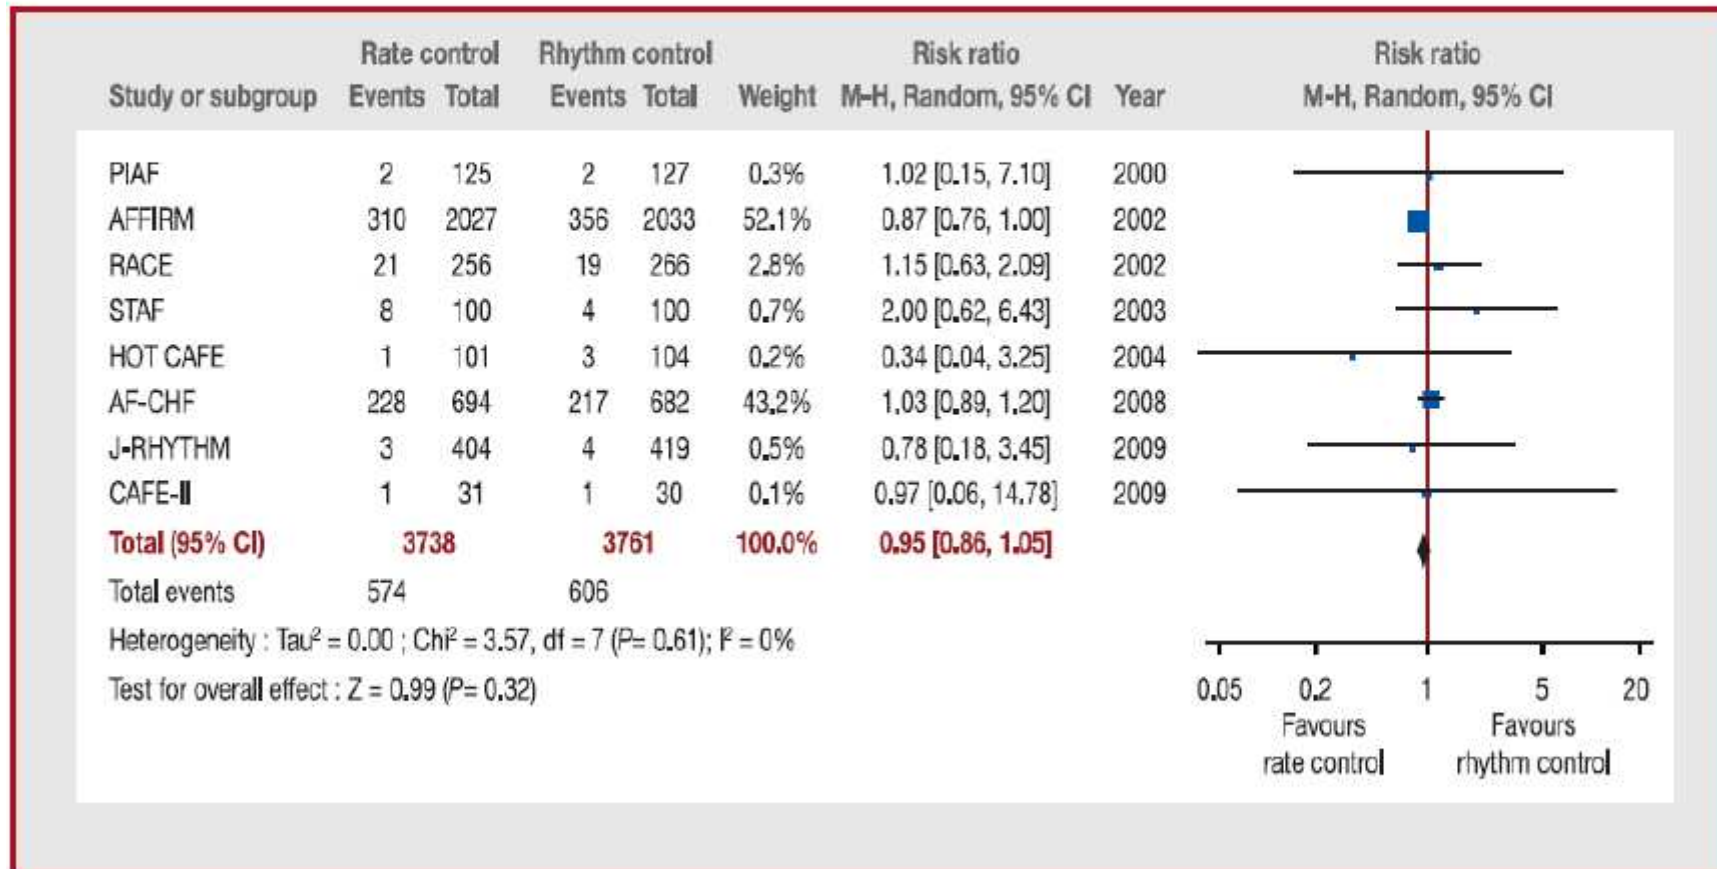 Rate control Rhythm control Risk ratio Risk ratio
Study or subgroup Events Total Events Total Weight M-H, Random, 95% CI Year M-H, Random, 95% CI
PIAF 2 125 2 127 0.3% 1.02 [0.15, 7.10] 2000
AFFIRM 310 2027 356 2033 52.1% 0.87 [0.76, 1.00] 2002
RACE 21 256 19 266 2.8% 1.15 [0.63, 2.09] 2002
STAF 8 100 4 100 0.7% 2.00 [0.62, 6.43] 2003
HOT CAFE 1 101 3 104 0.2% 0.34 [0.04, 3.25] 2004
AF-CHF 228 694 217 682 43.2% 1.03 [0.89, 1.20] 2008
J-RHYTHM 3 404 4 419 0.5% 0.78 [0.18, 3.45] 2009
CAFE-II 1 31 1 30 0.1% 0.97 [0.06, 14.78] 2009
Total (95% CI) 3738 3761 100.0% 0.95 [0.86, 1.05]
Total events 574 606
Heterogeneity : Tau² = 0.00 ; Chi² = 3.57, df = 7 (P= 0.61); I² = 0%
Test for overall effect : Z = 0.99 (P= 0.32)
0.05 0.2 1 5 20
Favours Favours
rate control rhythm control